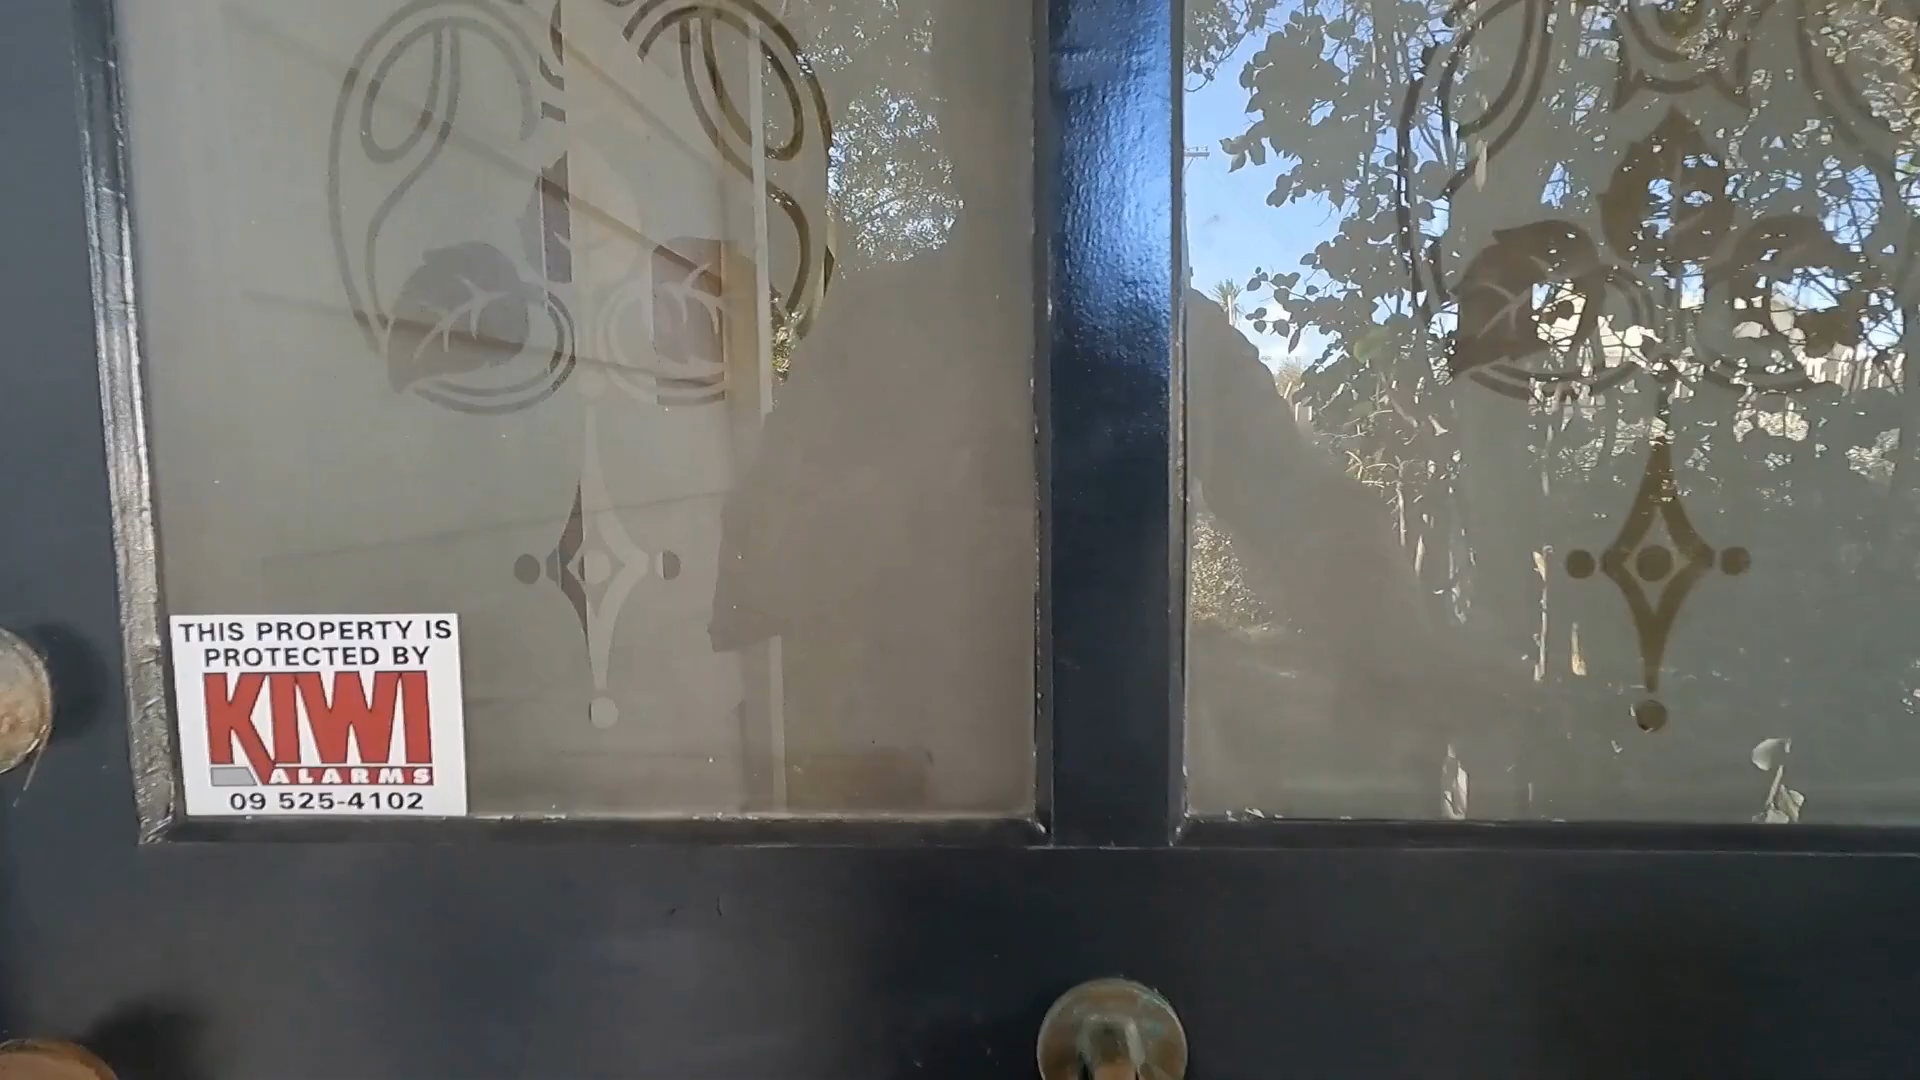 THIS PROPERTY IS
PROTECTED BY
KIWI
ALARMS
09 525-4102